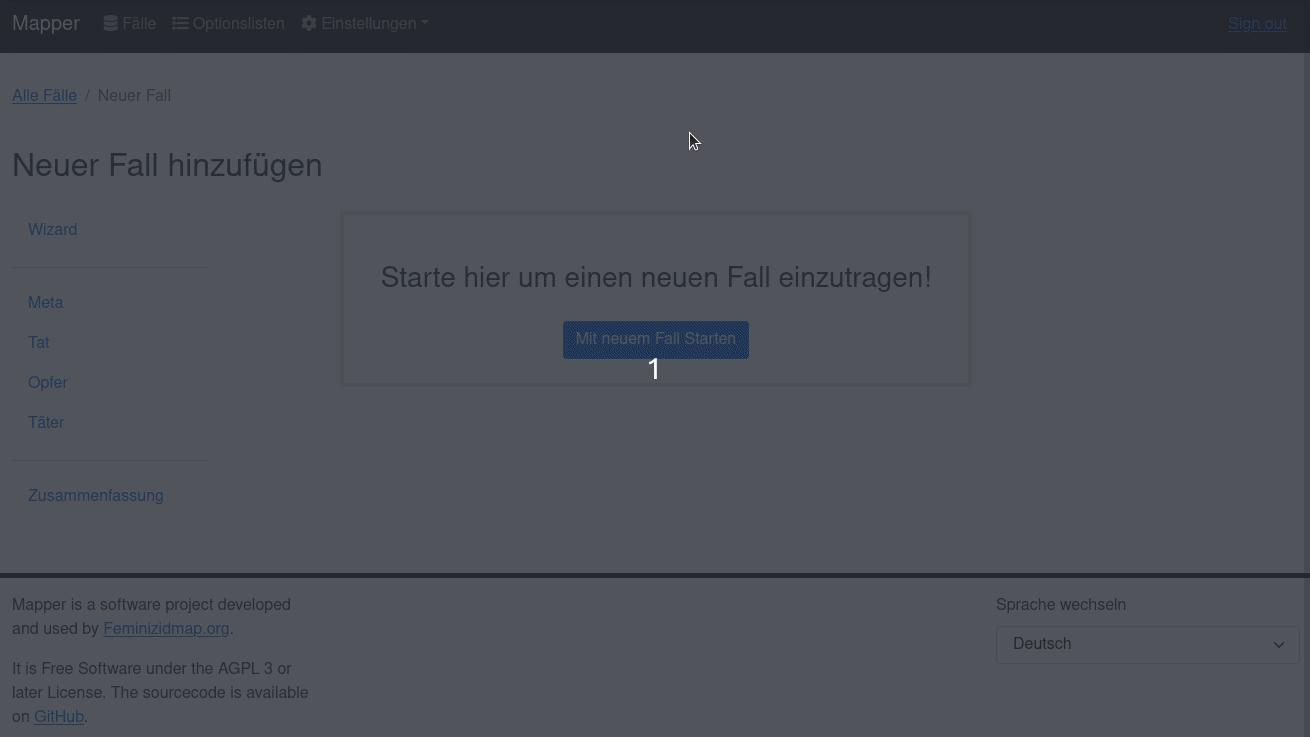 Mapper Fälle Optionslisten Einstellungen Sign out
Alle Fälle / Neuer Fall
Neuer Fall hinzufügen
Wizard
Meta
Tat
Opfer
Täter
Zusammenfassung
Starte hier um einen neuen Fall einzutragen!
Mit neuem Fall Starten
1
Mapper is a software project developed
and used by Feminizidmap.org.
It is Free Software under the AGPL 3 or
later License. The sourcecode is available
on GitHub.
Sprache wechseln
Deutsch